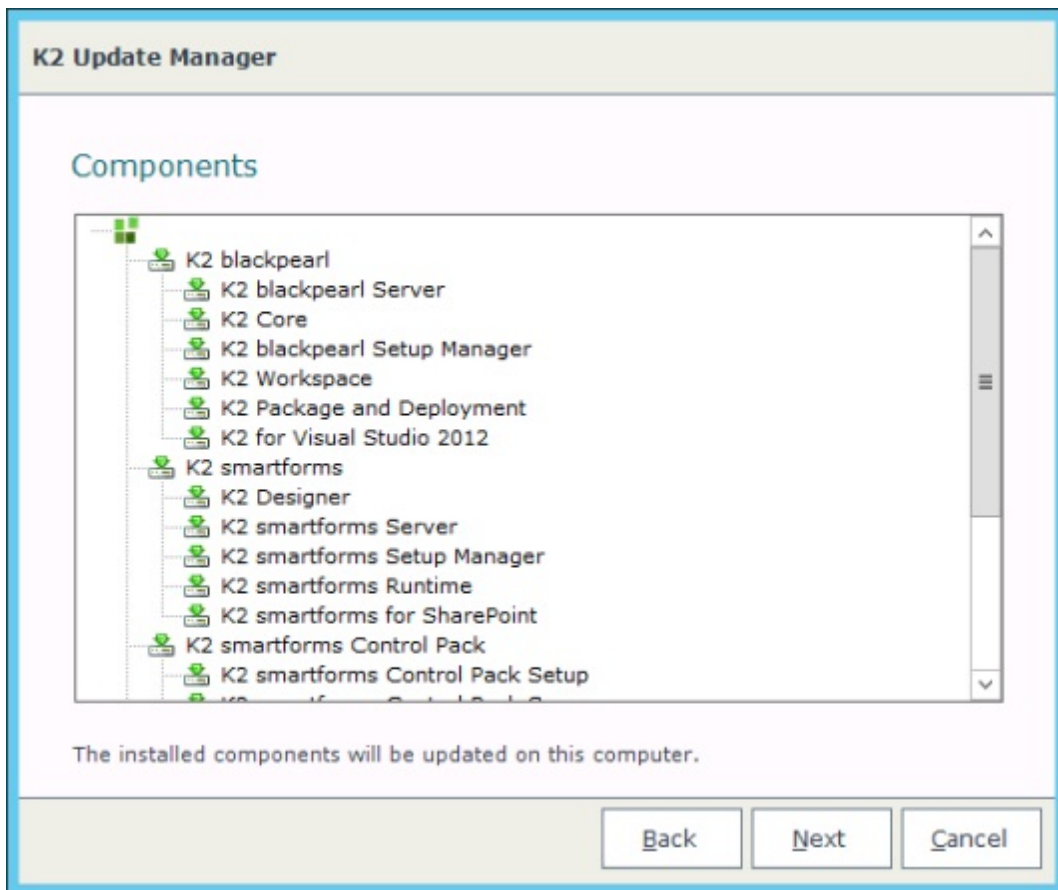 K2 Update Manager
Components
K2 blackpearl
K2 blackpearl Server
K2 Core
K2 blackpearl Setup Manager
K2 Workspace
K2 Package and Deployment
K2 for Visual Studio 2012
K2 smartforms
K2 Designer
K2 smartforms Server
K2 smartforms Setup Manager
K2 smartforms Runtime
K2 smartforms for SharePoint
K2 smartforms Control Pack
K2 smartforms Control Pack Setup
The installed components will be updated on this computer.
Back Next Cancel